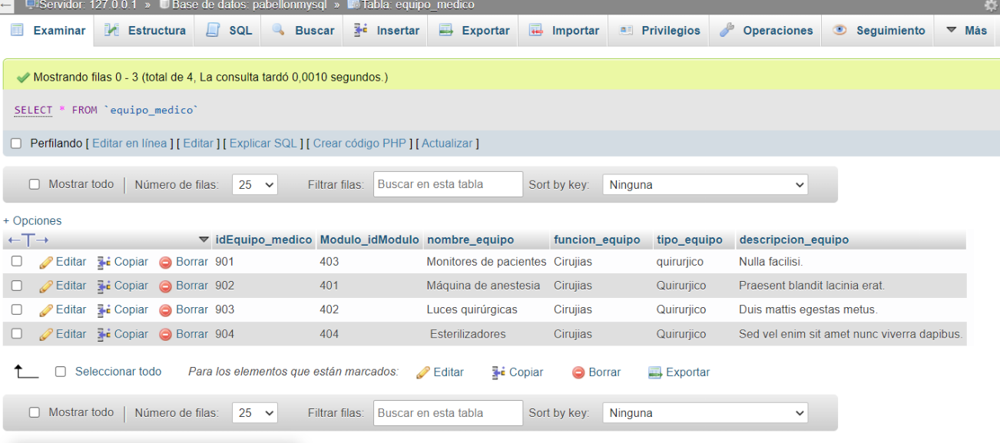 Servidor: 127.0.0.1 » Base de datos: pabellonmysql » Tabla: equipo_medico
Examinar Estructura SQL Buscar Insertar Exportar Importar Privilegios Operaciones Seguimiento Más
Mostrando filas 0 - 3 (total de 4, La consulta tardó 0,0010 segundos.)
SELECT * FROM `equipo_medico`
Perfilando [ Editar en línea ] [ Editar ] [ Explicar SQL ] [ Crear código PHP ] [ Actualizar ]
Mostrar todo | Número de filas: 25 Filtrar filas: Buscar en esta tabla Sort by key: Ninguna
+ Opciones
←T→ idEquipo_medico Modulo_idModulo nombre_equipo funcion_equipo tipo_equipo descripcion_equipo
Editar Copiar Borrar 901 403 Monitores de pacientes Cirujias quirurjico Nulla facilisi.
Editar Copiar Borrar 902 401 Máquina de anestesia Cirujias Quirurjico Praesent blandit lacinia erat.
Editar Copiar Borrar 903 402 Luces quirúrgicas Cirujias Quirurjico Duis mattis egestas metus.
Editar Copiar Borrar 904 404 Esterilizadores Cirujias Quirurjico Sed vel enim sit amet nunc viverra dapibus.
Seleccionar todo Para los elementos que están marcados: Editar Copiar Borrar Exportar
Mostrar todo | Número de filas: 25 Filtrar filas: Buscar en esta tabla Sort by key: Ninguna